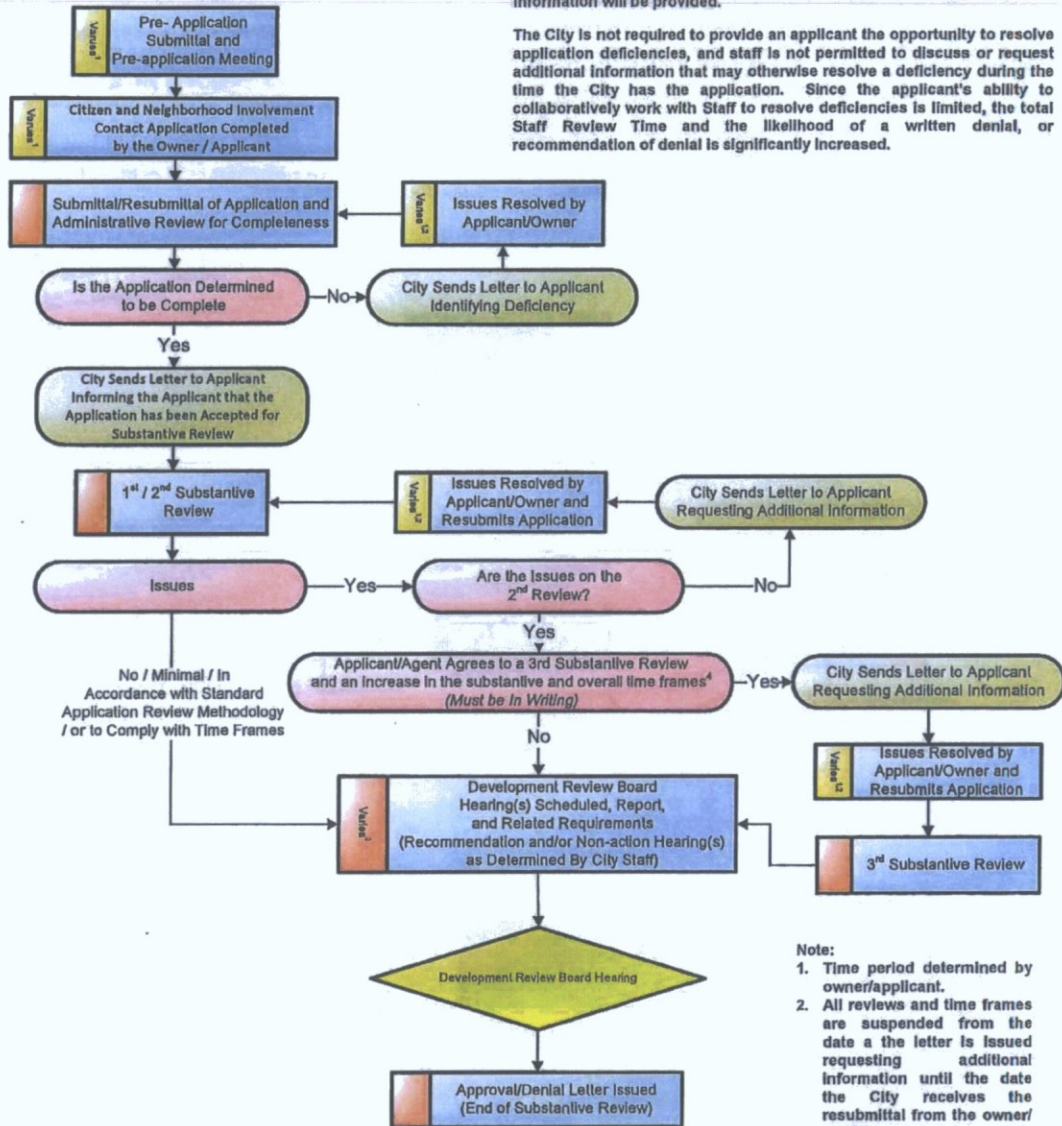 information will be provided.
The City is not required to provide an applicant the opportunity to resolve
application deficiencies, and staff is not permitted to discuss or request
additional information that may otherwise resolve a deficiency during the
time the City has the application. Since the applicant's ability to
collaboratively work with Staff to resolve deficiencies is limited, the total
Staff Review Time and the likelihood of a written denial, or
recommendation of denial is significantly increased.
Varies¹
Pre- Application
Submittal and
Pre-application Meeting
Varies¹
Citizen and Neighborhood Involvement
Contact Application Completed
by the Owner / Applicant
Submittal/Resubmittal of Application and
Administrative Review for Completeness
Varies¹,²
Issues Resolved by
Applicant/Owner
Is the Application Determined
to be Complete
No
City Sends Letter to Applicant
Identifying Deficiency
Yes
City Sends Letter to Applicant
Informing the Applicant that the
Application has been Accepted for
Substantive Review
1st / 2nd Substantive
Review
Varies¹,²
Issues Resolved by
Applicant/Owner and
Resubmits Application
City Sends Letter to Applicant
Requesting Additional Information
Issues
Yes
Are the Issues on the
2nd Review?
No
Yes
No / Minimal / In
Accordance with Standard
Application Review Methodology
/ or to Comply with Time Frames
Applicant/Agent Agrees to a 3rd Substantive Review
and an increase in the substantive and overall time frames⁴
(Must be In Writing)
Yes
City Sends Letter to Applicant
Requesting Additional Information
No
Varies¹,²
Issues Resolved by
Applicant/Owner and
Resubmits Application
Varies
Development Review Board
Hearing(s) Scheduled, Report,
and Related Requirements
(Recommendation and/or Non-action Hearing(s)
as Determined By City Staff)
3rd Substantive Review
Development Review Board Hearing
Approval/Denial Letter Issued
(End of Substantive Review)
Note:
1. Time period determined by
owner/applicant.
2. All reviews and time frames
are suspended from the
date a the letter is issued
requesting additional
information until the date
the City receives the
resubmittal from the owner/